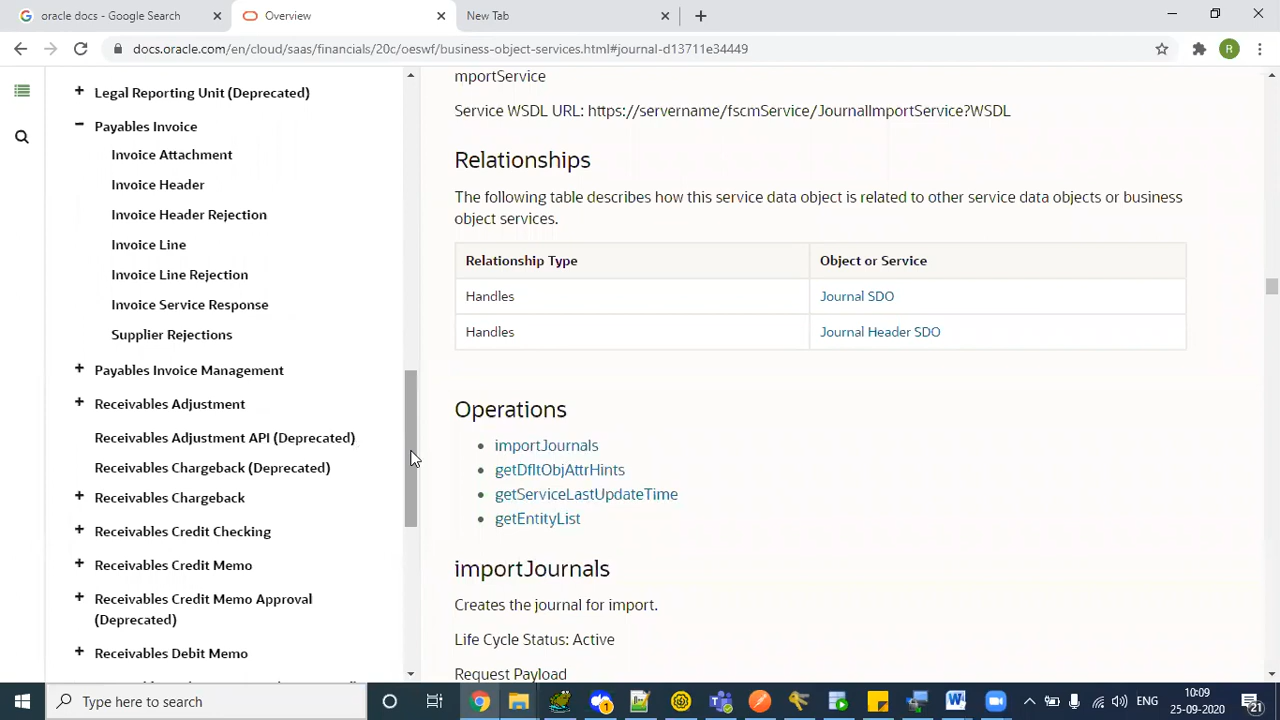 oracle docs - Google Search
Overview
New Tab
docs.oracle.com/en/cloud/saas/financials/20c/oeswf/business-object-services.html#journal-d13711e34449
R
Legal Reporting Unit (Deprecated)
Payables Invoice
Invoice Attachment
Invoice Header
Invoice Header Rejection
Invoice Line
Invoice Line Rejection
Invoice Service Response
Supplier Rejections
Payables Invoice Management
Receivables Adjustment
Receivables Adjustment API (Deprecated)
Receivables Chargeback (Deprecated)
Receivables Chargeback
Receivables Credit Checking
Receivables Credit Memo
Receivables Credit Memo Approval
(Deprecated)
Receivables Debit Memo
mportService
Service WSDL URL: https://servername/fscmService/JournalImportService?WSDL
Relationships
The following table describes how this service data object is related to other service data objects or business
object services.
Relationship Type Object or Service
Handles Journal SDO
Handles Journal Header SDO
Operations
importJournals
getDfltObjAttrHints
getServiceLastUpdateTime
getEntityList
importJournals
Creates the journal for import.
Life Cycle Status: Active
Request Payload
Type here to search
1
ENG
10:09
25-09-2020
21